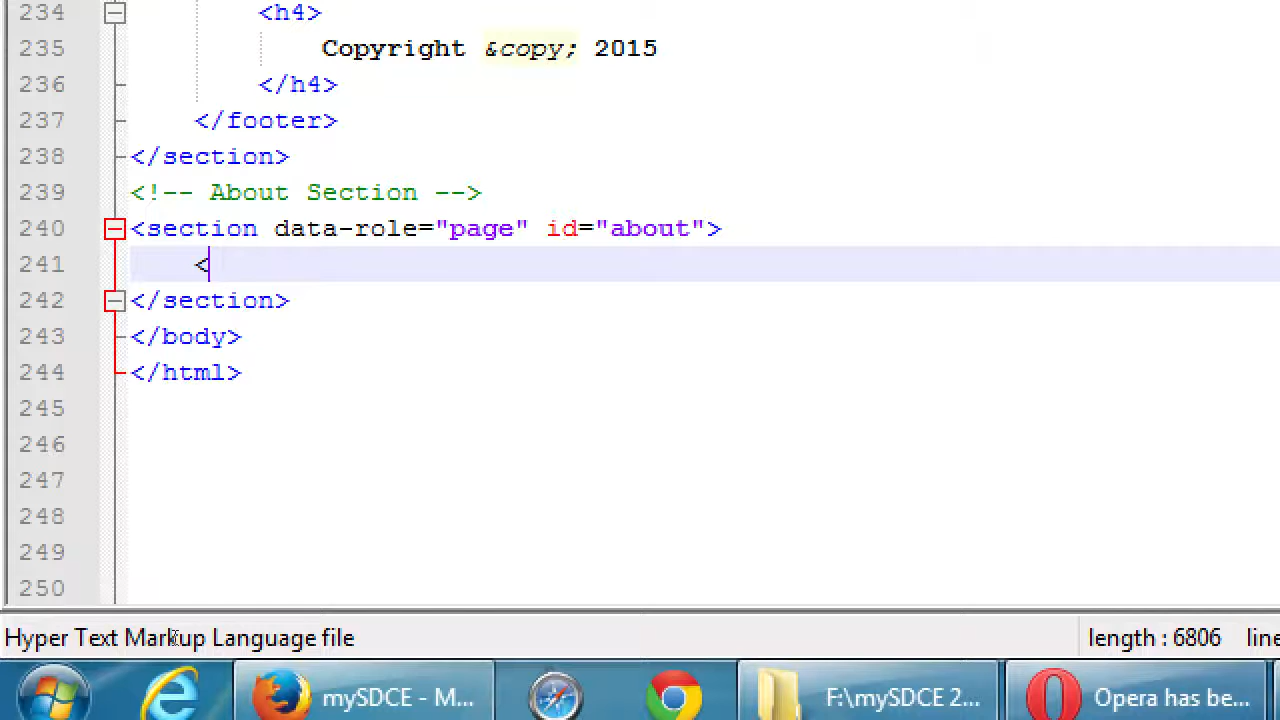 234 <h4>
235 Copyright &copy; 2015
236 </h4>
237 </footer>
238 </section>
239 <!-- About Section -->
240 <section data-role="page" id="about">
241 <
242 </section>
243 </body>
244 </html>
245
246
247
248
249
250
Hyper Text Markup Language file length : 6806 line
mySDCE - M... F:\mySDCE 2... Opera has be...